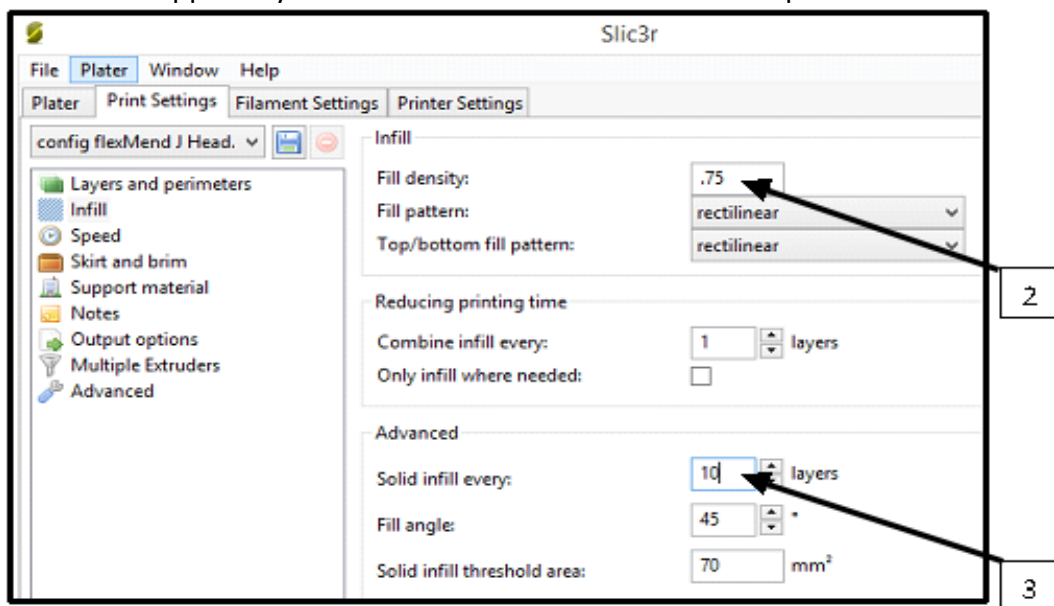 Slic3r
File Plater Window Help
Plater Print Settings Filament Settings Printer Settings
config flexMend J Head.
Layers and perimeters
Infill
Speed
Skirt and brim
Support material
Notes
Output options
Multiple Extruders
Advanced
Infill
Fill density: .75
Fill pattern: rectilinear
Top/bottom fill pattern: rectilinear
Reducing printing time
Combine infill every: 1 layers
Only infill where needed:
Advanced
Solid infill every: 10 layers
Fill angle: 45 °
Solid infill threshold area: 70 mm²
2
3